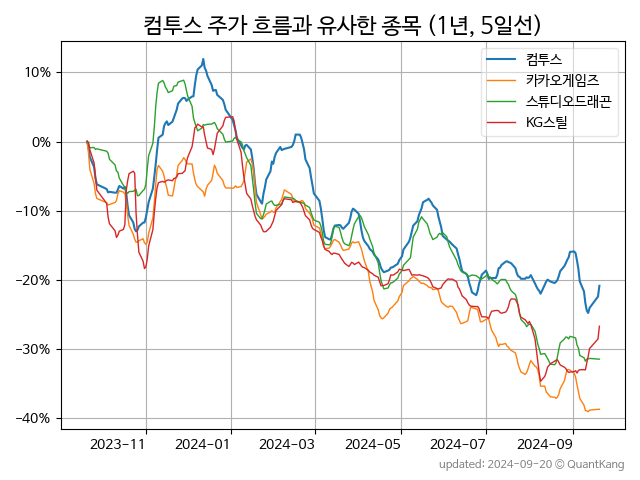 컴투스 주가 흐름과 유사한 종목 (1년, 5일선)
컴투스
카카오게임즈
스튜디오드래곤
KG스틸
10%
0%
−10%
−20%
−30%
−40%
2023-11
2024-01
2024-03
2024-05
2024-07
2024-09
updated: 2024-09-20 © QuantKang